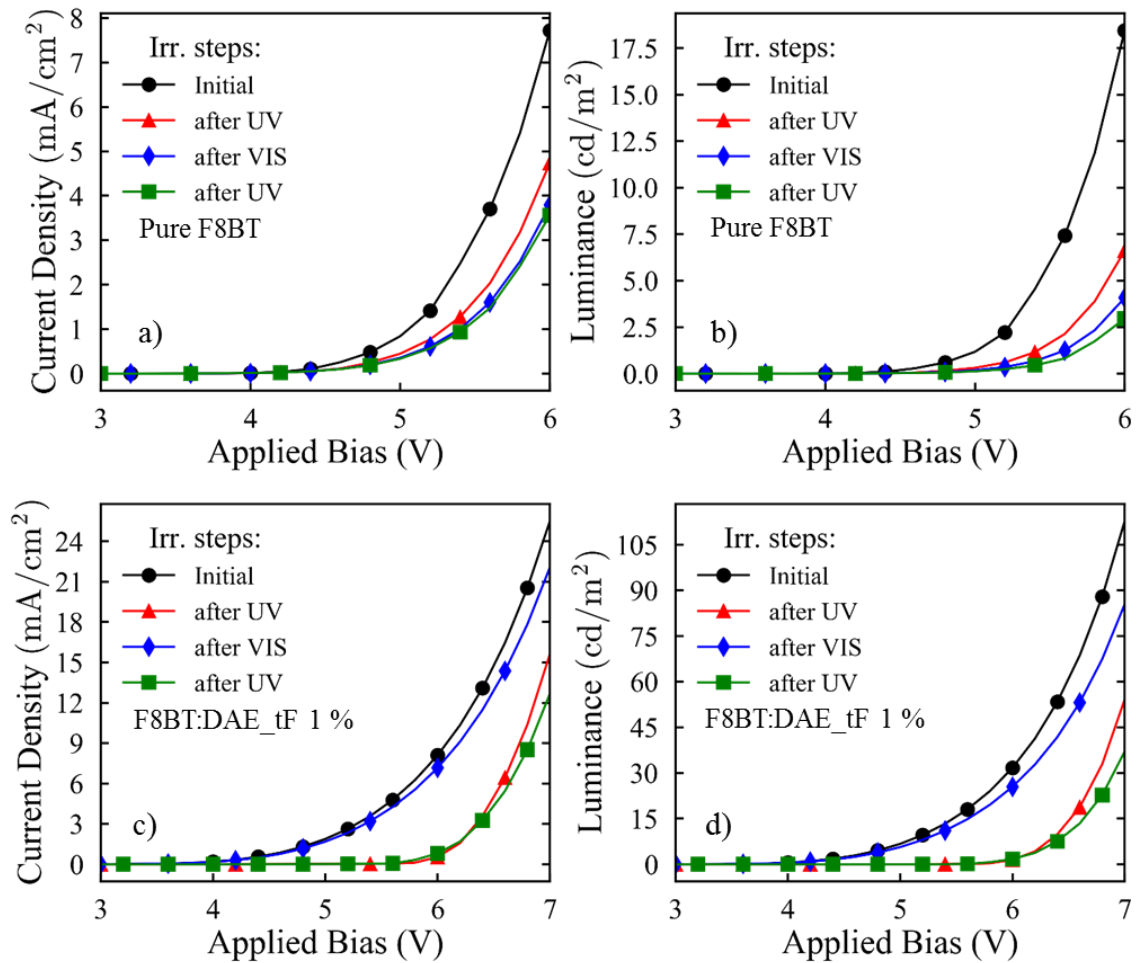 Current Density (mA/cm²)
8
7
6
5
4
3
2
1
0
Irr. steps:
Initial
after UV
after VIS
after UV
Pure F8BT
a)
3 4 5 6
Applied Bias (V)
Luminance (cd/m²)
17.5
15.0
12.5
10.0
7.5
5.0
2.5
0.0
Irr. steps:
Initial
after UV
after VIS
after UV
Pure F8BT
b)
3 4 5 6
Applied Bias (V)
Current Density (mA/cm²)
24
21
18
15
12
9
6
3
0
Irr. steps:
Initial
after UV
after VIS
after UV
F8BT:DAE_tF 1 %
c)
3 4 5 6 7
Applied Bias (V)
Luminance (cd/m²)
105
90
75
60
45
30
15
0
Irr. steps:
Initial
after UV
after VIS
after UV
F8BT:DAE_tF 1 %
d)
3 4 5 6 7
Applied Bias (V)